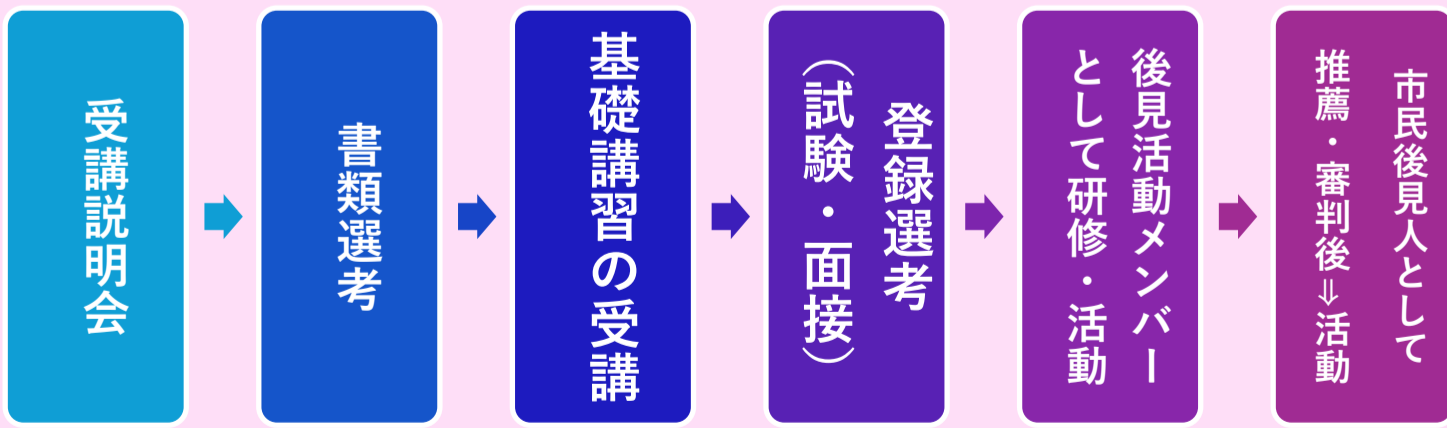 受講説明会
書類選考
基礎講習の受講
登録選考
（試験・面接）
後見活動メンバー
として研修・活動
市民後見人として
推薦・審判後⇒活動